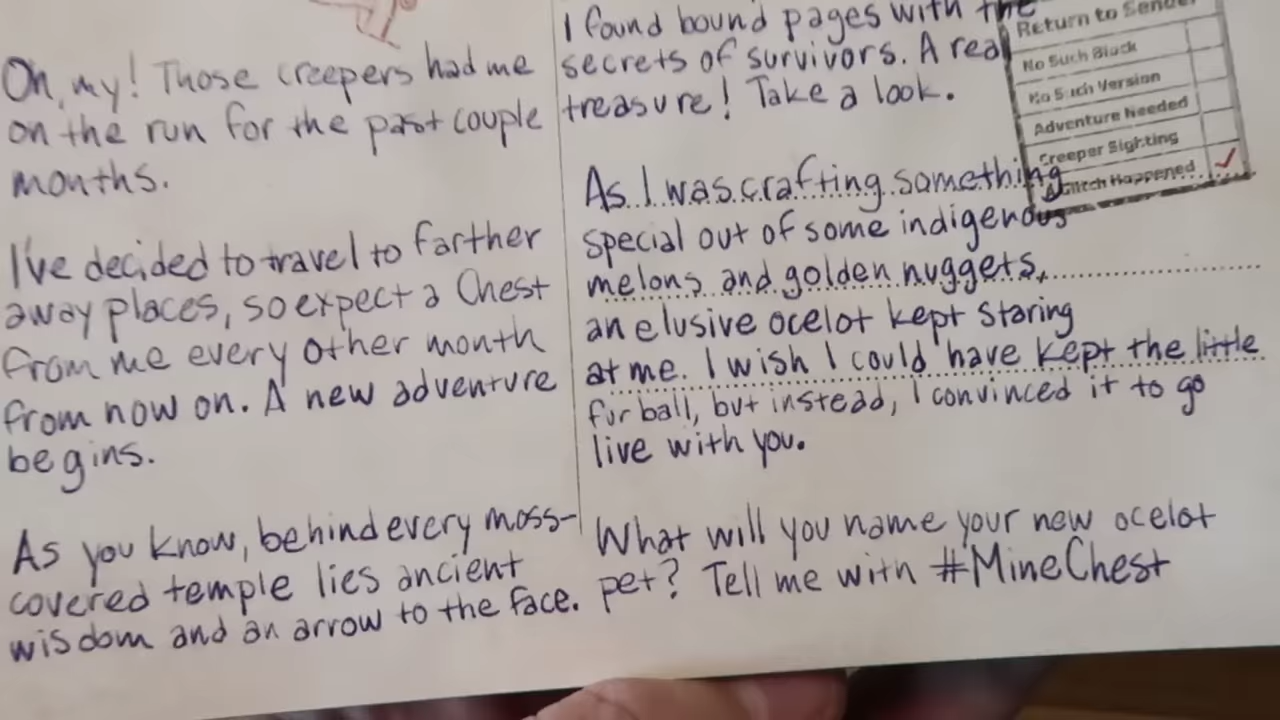 Oh, my! Those creepers had me
on the run for the past couple
months.
I've decided to travel to farther
away places, so expect a Chest
from me every other month
from now on. A new adventure
begins.
As you know, behind every moss-
covered temple lies ancient
wisdom and an arrow to the face.
I found bound pages with the
secrets of survivors. A real
treasure! Take a look.
As I was crafting something
special out of some indigenous
melons and golden nuggets,
an elusive ocelot kept staring
at me. I wish I could have kept the little
fur ball, but instead, I convinced it to go
live with you.
What will you name your new ocelot
pet? Tell me with #MineChest
Return to Sender
No Such Block
No Such Version
Adventure Needed
Creeper Sighting
Glitch Happened